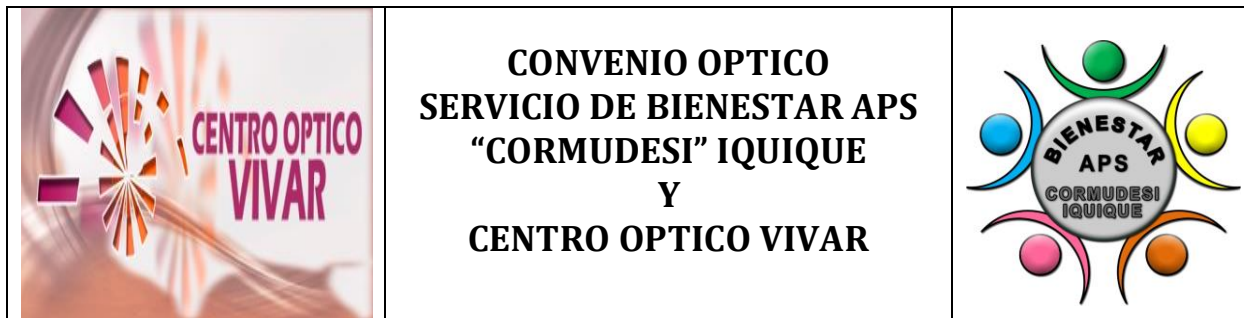 CENTRO OPTICO
VIVAR
CONVENIO OPTICO
SERVICIO DE BIENESTAR APS
“CORMUDESI” IQUIQUE
Y
CENTRO OPTICO VIVAR
BIENESTAR
APS
CORMUDESI
IQUIQUE